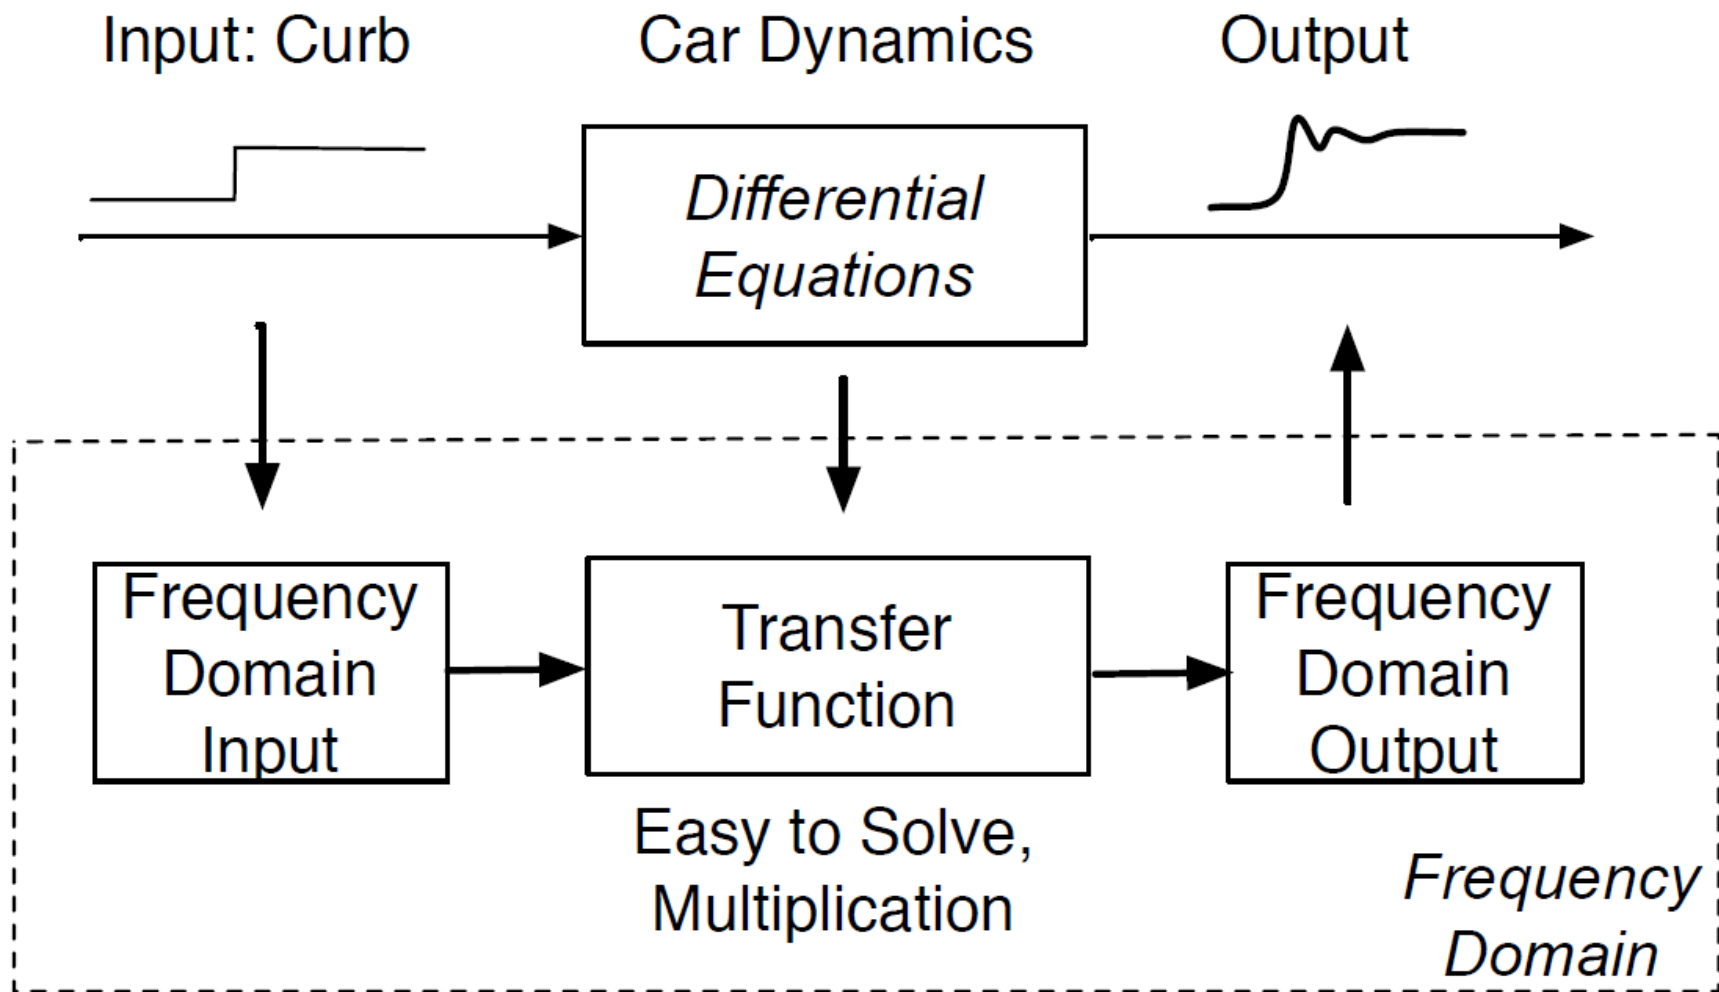 Input: Curb
Car Dynamics
Output
Differential
Equations
Frequency
Domain
Input
Transfer
Function
Frequency
Domain
Output
Easy to Solve,
Multiplication
Frequency
Domain